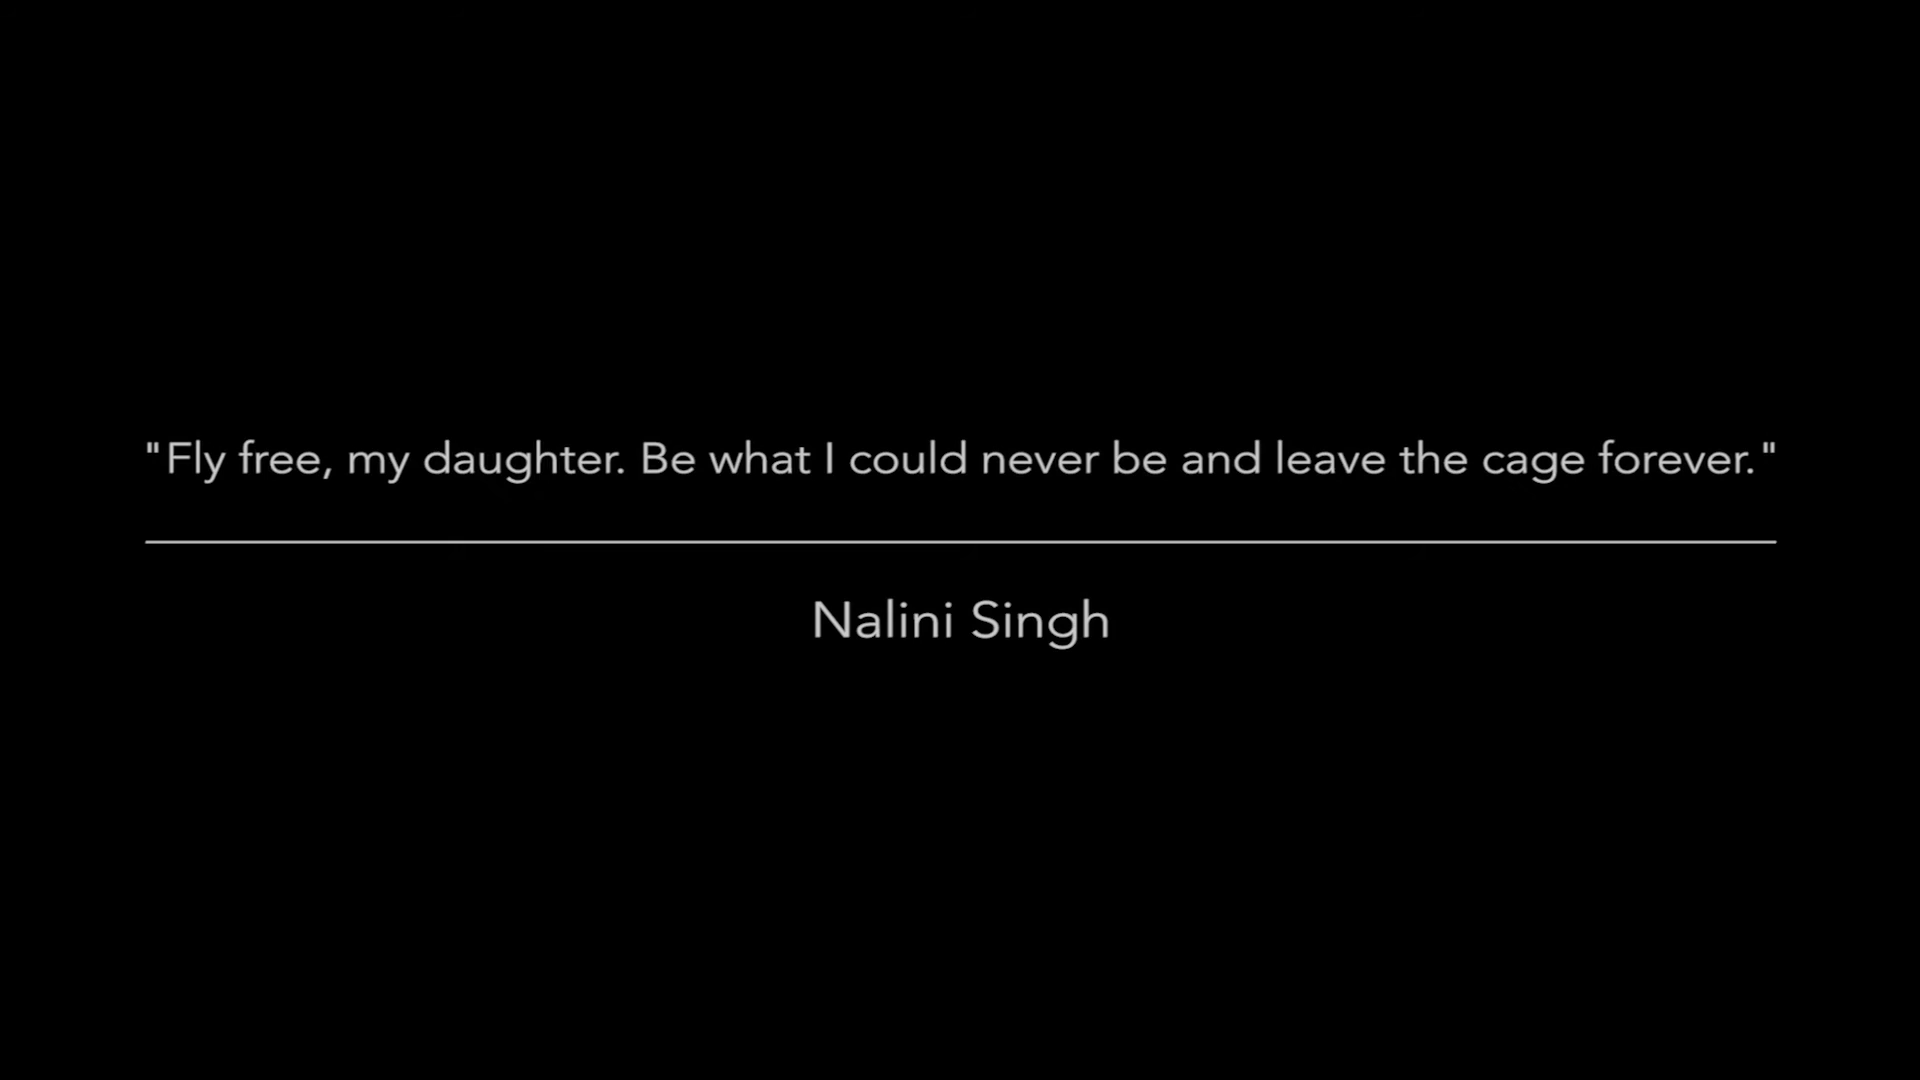 "Fly free, my daughter. Be what I could never be and leave the cage forever."
Nalini Singh